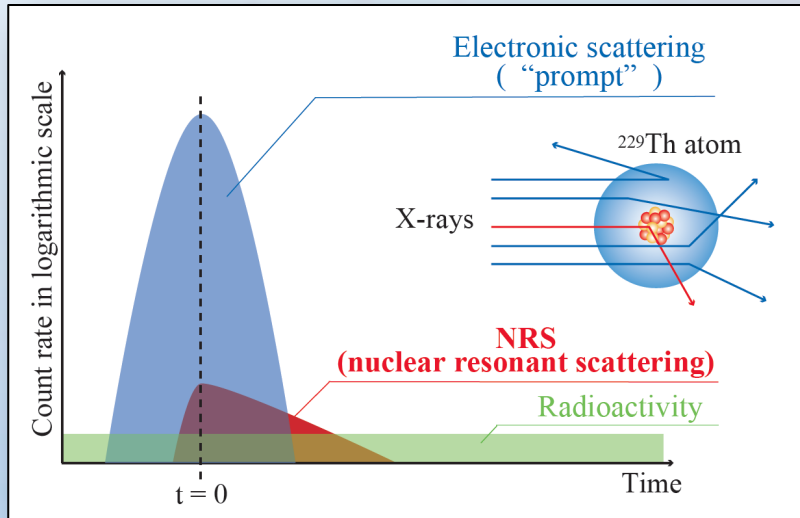 Electronic scattering
( “prompt” )
Count rate in logarithmic scale
²²⁹Th atom
X-rays
NRS
(nuclear resonant scattering)
Radioactivity
Time
t = 0